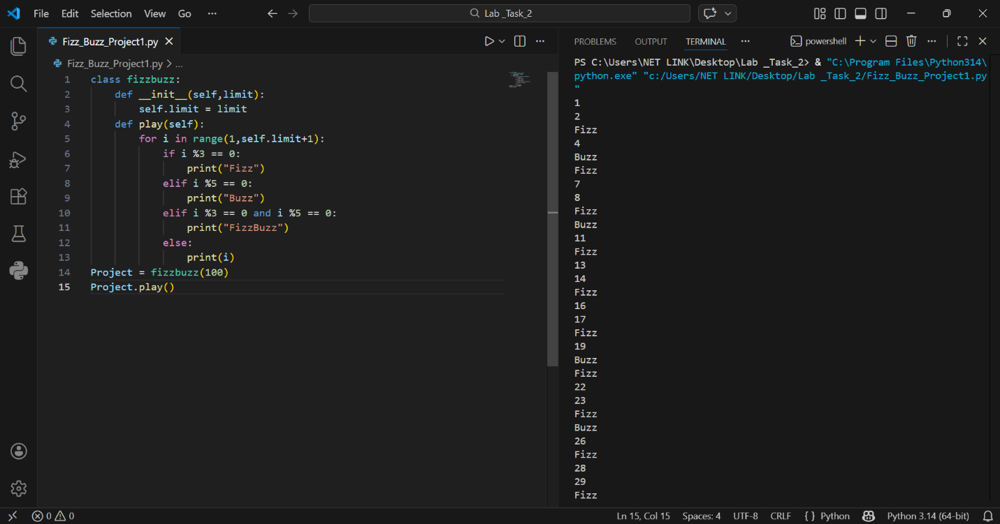 File Edit Selection View Go ··· Lab _Task_2
Fizz_Buzz_Project1.py
Fizz_Buzz_Project1.py > ...
1 class fizzbuzz:
2     def __init__(self,limit):
3         self.limit = limit
4     def play(self):
5         for i in range(1,self.limit+1):
6             if i %3 == 0:
7                 print("Fizz")
8             elif i %5 == 0:
9                 print("Buzz")
10             elif i %3 == 0 and i %5 == 0:
11                 print("FizzBuzz")
12             else:
13                 print(i)
14 Project = fizzbuzz(100)
15 Project.play()
PROBLEMS OUTPUT TERMINAL ··· powershell
PS C:\Users\NET LINK\Desktop\Lab _Task_2> & "C:\Program Files\Python314\
python.exe" "c:/Users/NET LINK/Desktop/Lab _Task_2/Fizz_Buzz_Project1.py
"
1
2
Fizz
4
Buzz
Fizz
7
8
Fizz
Buzz
11
Fizz
13
14
Fizz
16
17
Fizz
19
Buzz
Fizz
22
23
Fizz
Buzz
26
Fizz
28
29
Fizz
0 0 Ln 15, Col 15 Spaces: 4 UTF-8 CRLF { } Python Python 3.14 (64-bit)